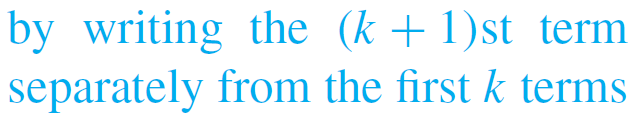 by writing the (k + 1)st term
separately from the first k terms